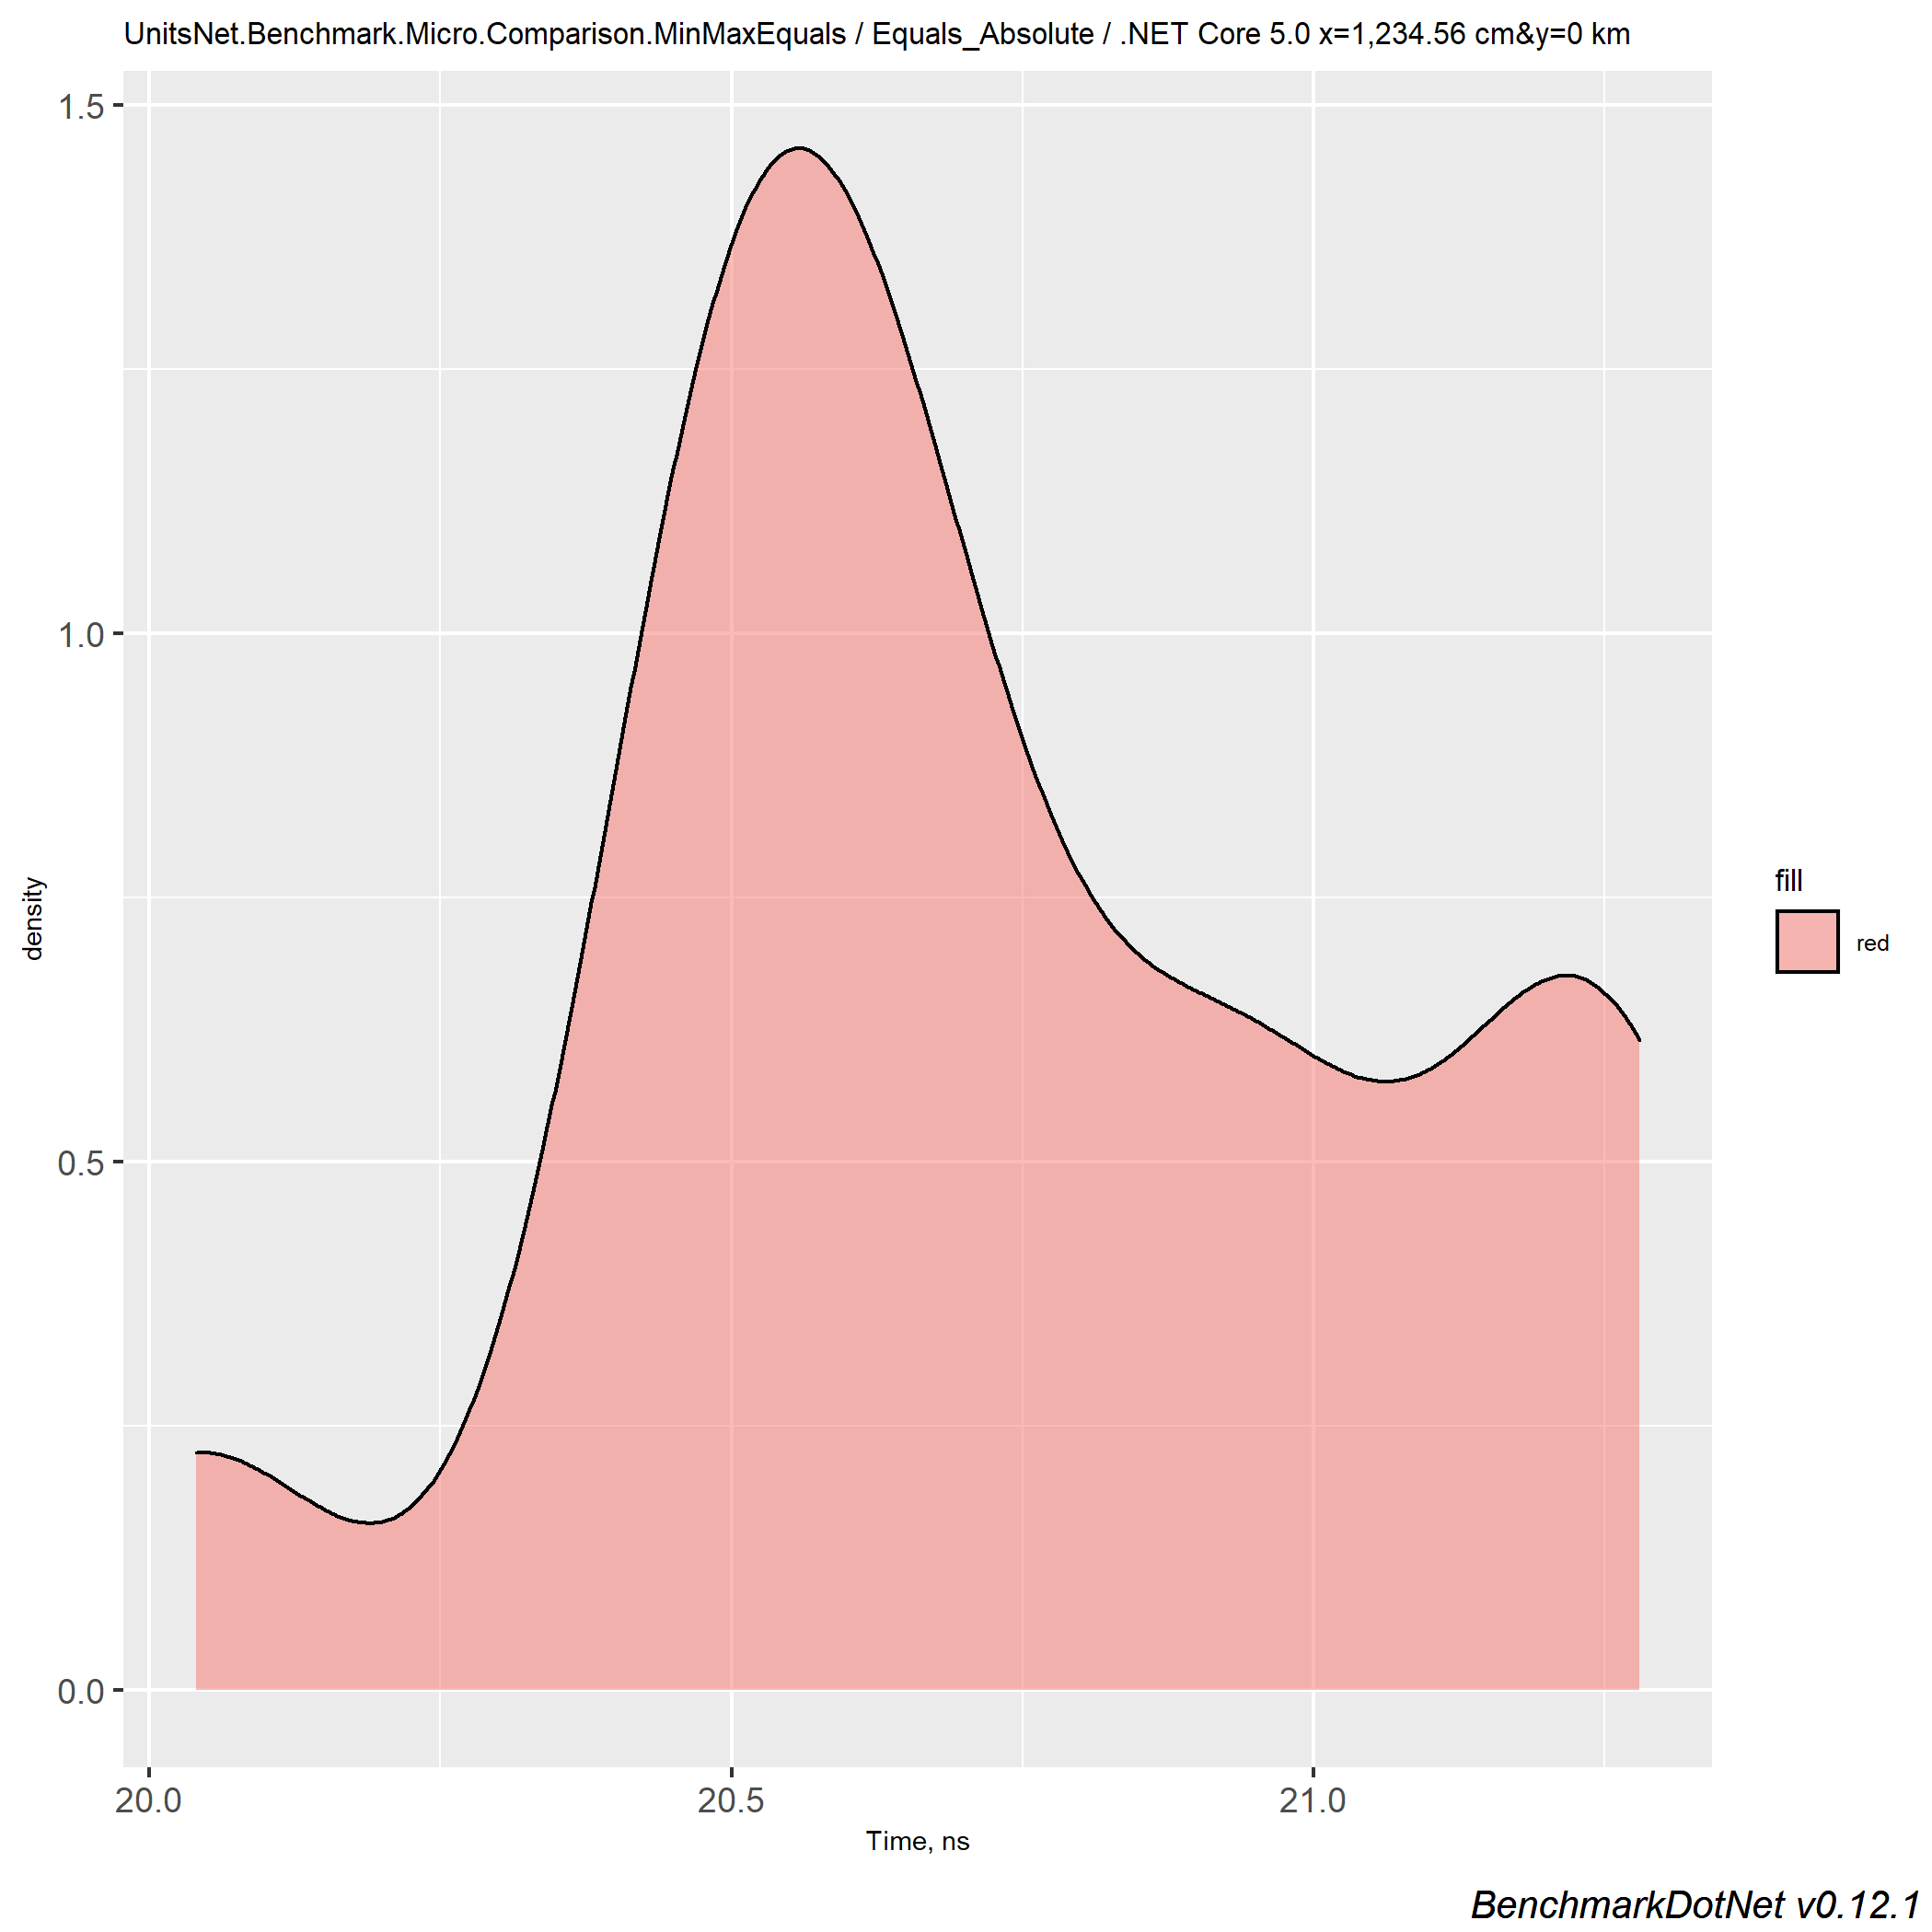 UnitsNet.Benchmark.Micro.Comparison.MinMaxEquals / Equals_Absolute / .NET Core 5.0 x=1,234.56 cm&y=0 km
1.5
1.0
0.5
0.0
density
20.0 20.5 21.0
Time, ns
fill
red
BenchmarkDotNet v0.12.1